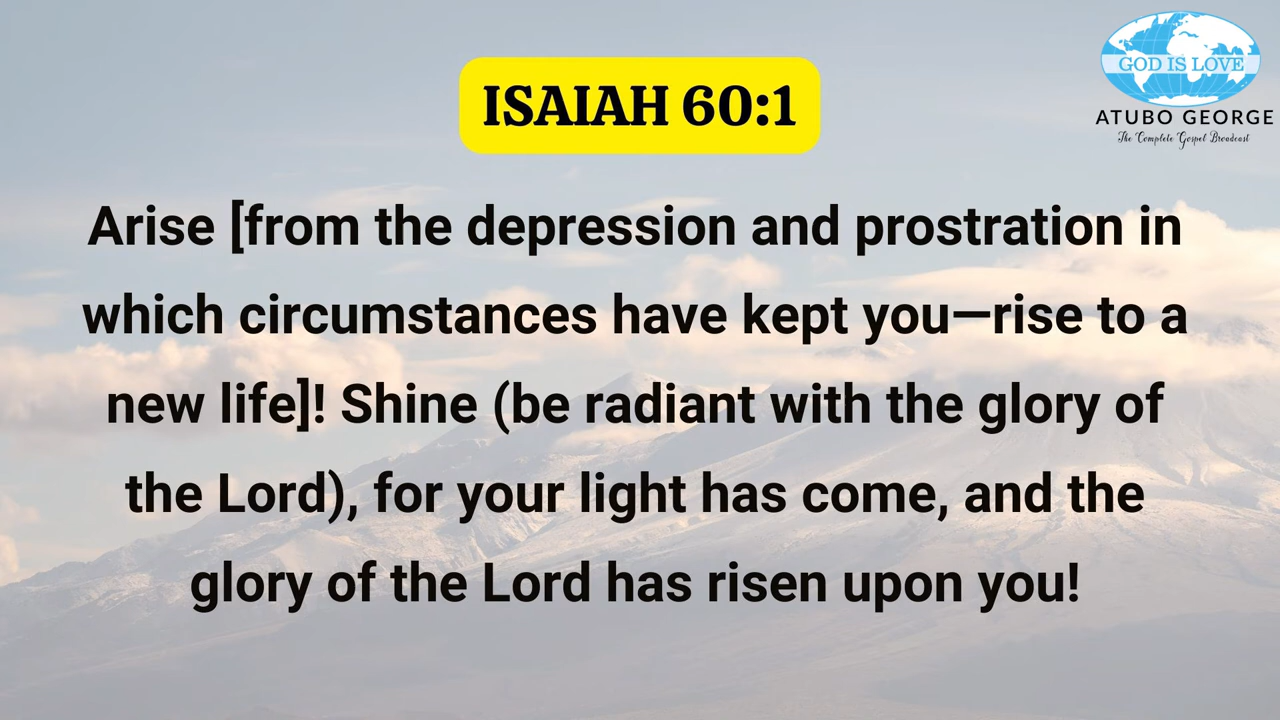 GOD IS LOVE
ATUBO GEORGE
The Complete Gospel Broadcast
ISAIAH 60:1
Arise [from the depression and prostration in
which circumstances have kept you—rise to a
new life]! Shine (be radiant with the glory of
the Lord), for your light has come, and the
glory of the Lord has risen upon you!